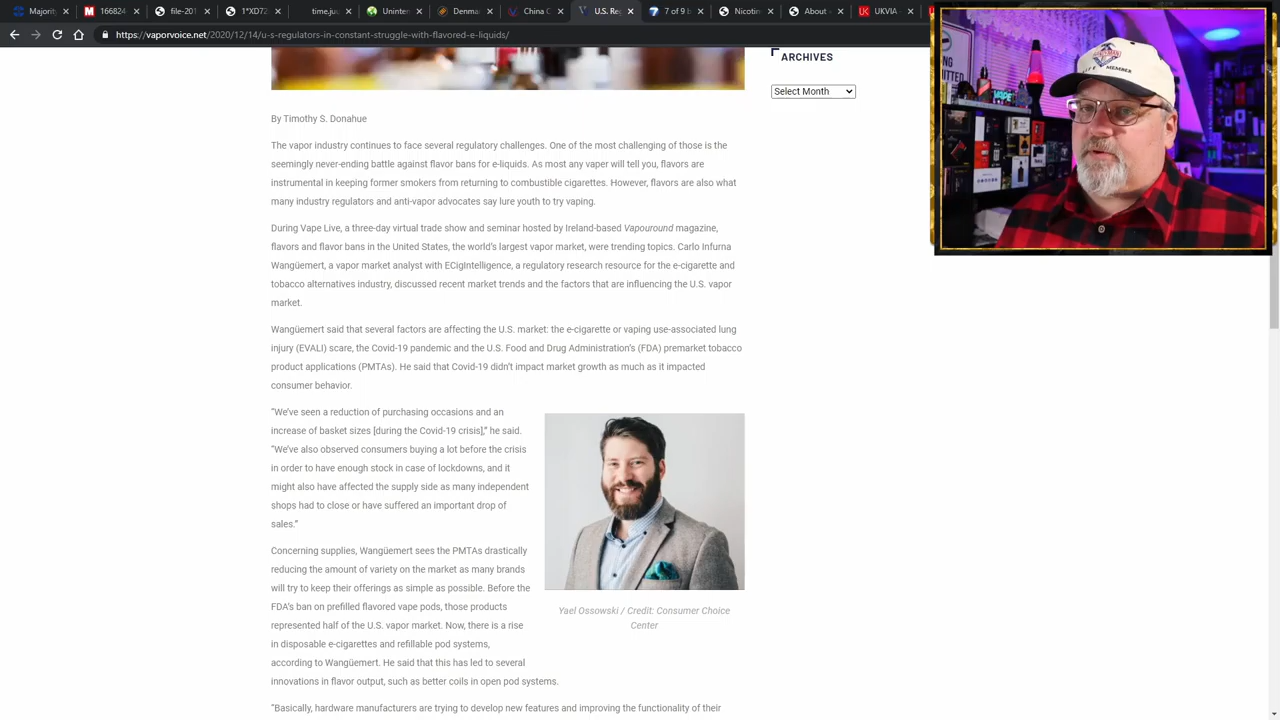 Maqriti
166824
file-20
XD72
Import
Denma
China C
U.S. Re
7 of 9
About
UKNVA
https://vaporvoice.net/2020/12/14/u-s-regulators-in-constant-struggle-with-flavored-e-liquids/
ARCHIVES
Select Month
By Timothy S. Donahue
The vapor industry continues to face several regulatory challenges. One of the most challenging of those is the
seemingly never-ending battle against flavor bans for e-liquids. As most any vaper will tell you, flavors are
instrumental in keeping former smokers from returning to combustible cigarettes. However, flavors are also what
many industry regulators and anti-vapor advocates say lure youth to try vaping.
During Vape Live, a three-day virtual trade show and seminar hosted by Ireland-based Vapouround magazine,
flavors and flavor bans in the United States, the world's largest vapor market, were trending topics. Carlo Infurna
Wangüemert, a vapor market analyst with ECigIntelligence, a regulatory research resource for the e-cigarette and
tobacco alternatives industry, discussed recent market trends and the factors that are influencing the U.S. vapor
market.
Wangüemert said that several factors are affecting the U.S. market: the e-cigarette or vaping use-associated lung
injury (EVALI) scare, the Covid-19 pandemic and the U.S. Food and Drug Administration's (FDA) premarket tobacco
product applications (PMTAs). He said that Covid-19 didn't impact market growth as much as it impacted
consumer behavior.
"We've seen a reduction of purchasing occasions and an
increase of basket sizes [during the Covid-19 crisis]," he said.
"We've also observed consumers buying a lot before the crisis
in order to have enough stock in case of lockdowns, and it
might also have affected the supply side as many independent
shops had to close or have suffered an important drop of
sales."
Concerning supplies, Wangüemert sees the PMTAs drastically
reducing the amount of variety on the market as many brands
will try to keep their offerings as simple as possible. Before the
FDA's ban on prefilled flavored vape pods, those products
represented half of the U.S. vapor market. Now, there is a rise
in disposable e-cigarettes and refillable pod systems,
according to Wangüemert. He said that this has led to several
innovations in flavor output, such as better coils in open pod systems.
"Basically, hardware manufacturers are trying to develop new features and improving the functionality of their
Yael Ossowski / Credit: Consumer Choice
Center
VAPE
LIFE MEMBER